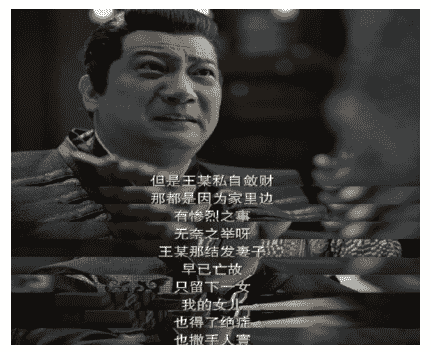 但是王某私自敛财
那都是因为家里边
有惨烈之事
无奈之举呀
王某那结发妻子
早已亡故
只留下一女
我的女儿
也得了绝症
也撒手人寰